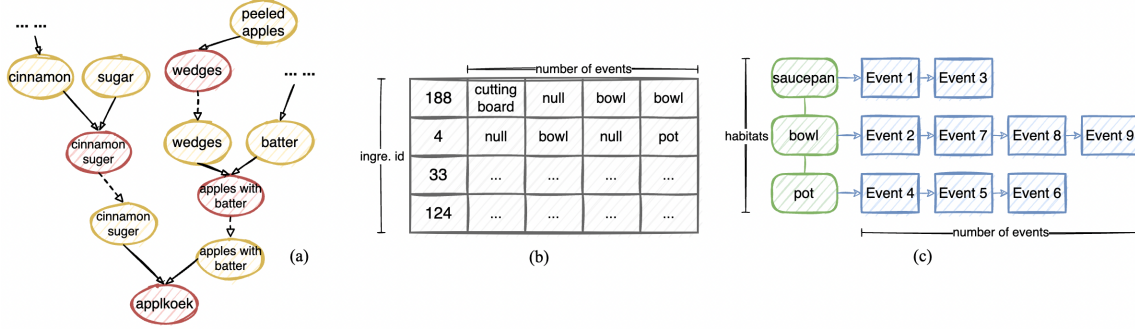 ... ...
peeled
apples
cinnamon
sugar
wedges
... ...
cinnamon
suger
wedges
batter
apples with
batter
cinnamon
suger
apples with
batter
applkoek
(a)
number of events
ingre. id
188 cutting board null bowl bowl
4 null bowl null pot
33 ... ... ... ...
124 ... ... ... ...
(b)
habitats
saucepan Event 1 Event 3
bowl Event 2 Event 7 Event 8 Event 9
pot Event 4 Event 5 Event 6
number of events
(c)